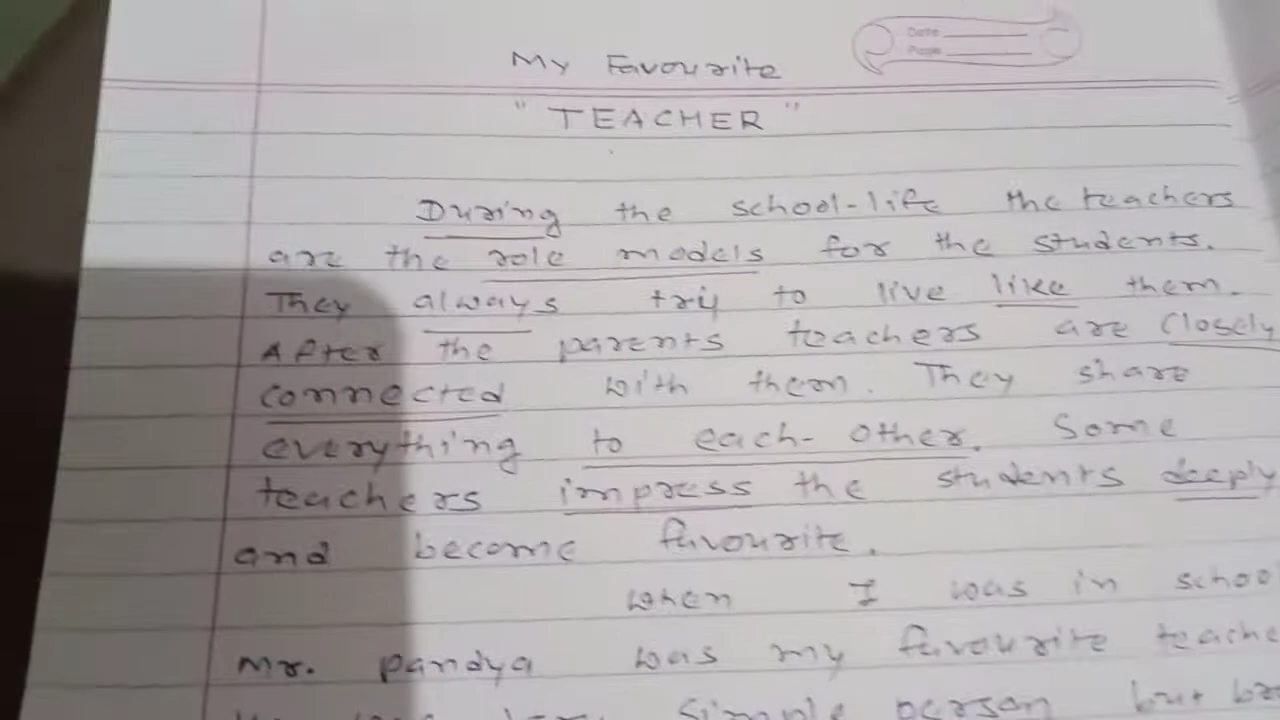 Date
Page
My Favourite
"TEACHER"
During the school-life the teachers
are the role models for the students.
They always try to live like them.
After the parents teachers are closely
connected with them. They share
everything to each-other. Some
teachers impress the students deeply
and become favourite.
When I was in schoo
Mr. pandya was my favourite teache
simple person but